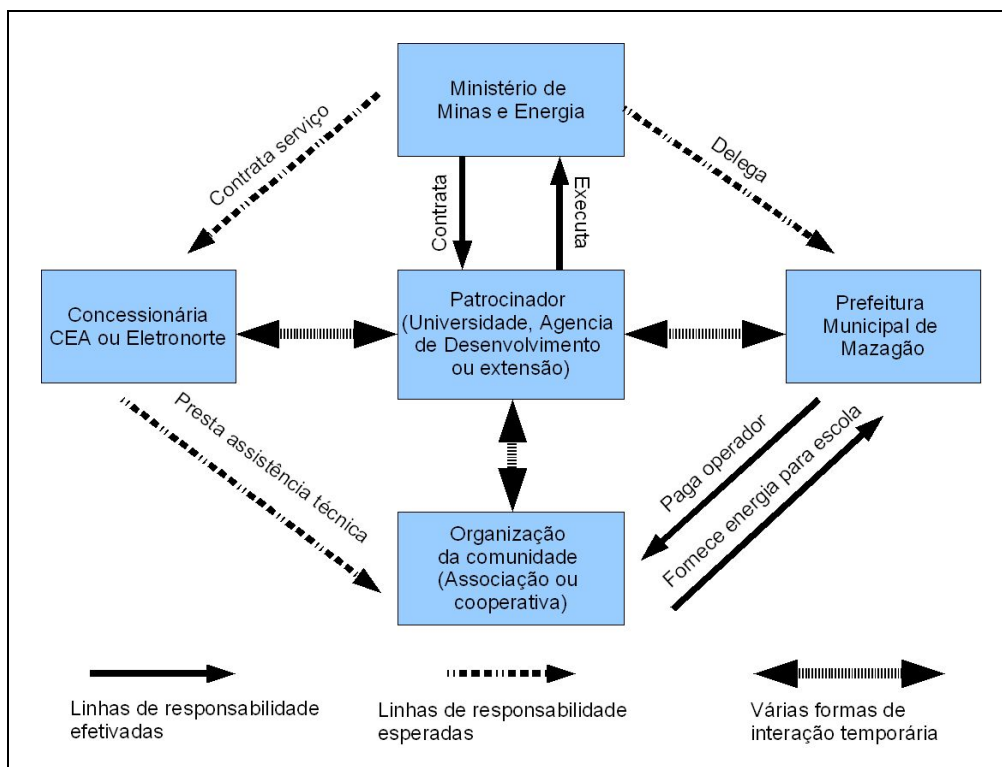 Ministério de
Minas e Energia
Contrata serviço
Contrata
Executa
Delega
Concessionária
CEA ou Eletronorte
Patrocinador
(Universidade, Agencia
de Desenvolvimento
ou extensão)
Prefeitura
Municipal de
Mazagão
Presta assistência técnica
Paga operador
Fornece energia para escola
Organização
da comunidade
(Associação ou
cooperativa)
Linhas de responsabilidade
efetivadas
Linhas de responsabilidade
esperadas
Várias formas de
interação temporária